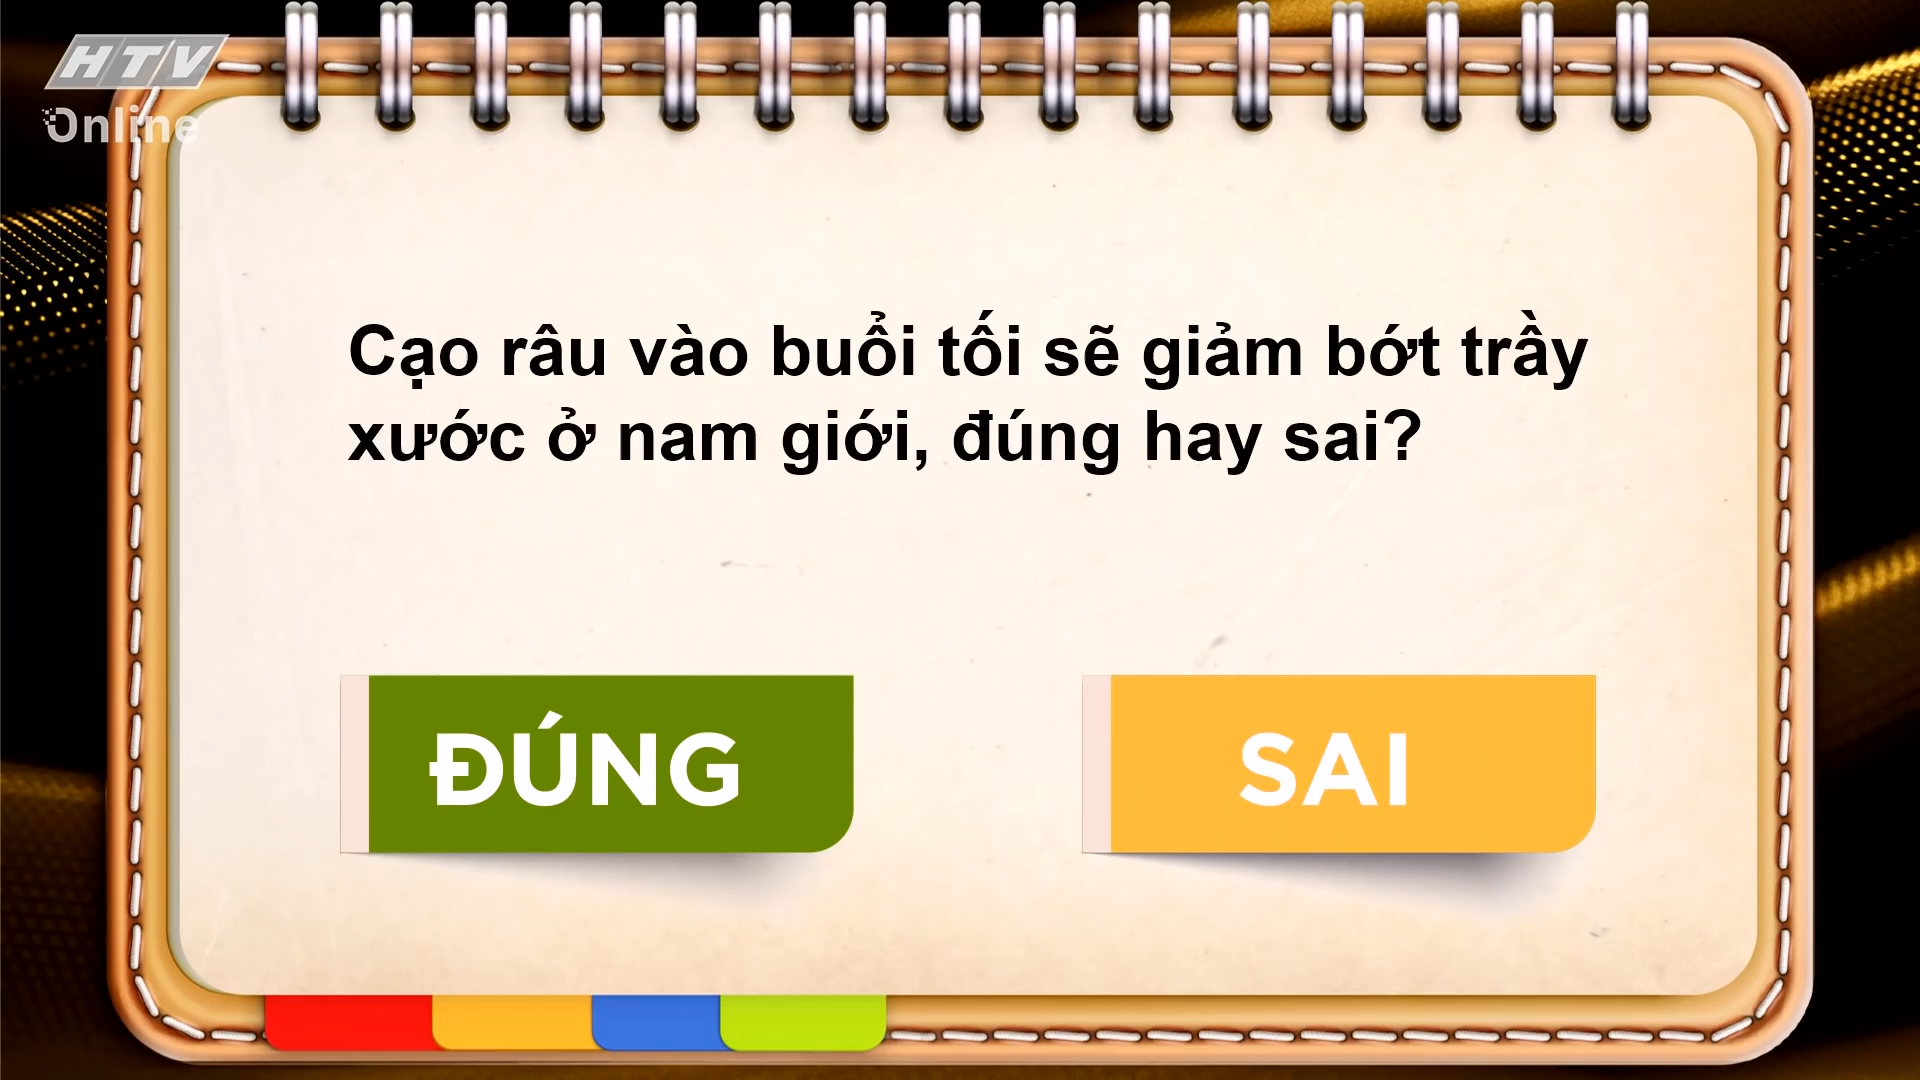 HTV
Online
Cạo râu vào buổi tối sẽ giảm bớt trầy
xước ở nam giới, đúng hay sai?
ĐÚNG
SAI